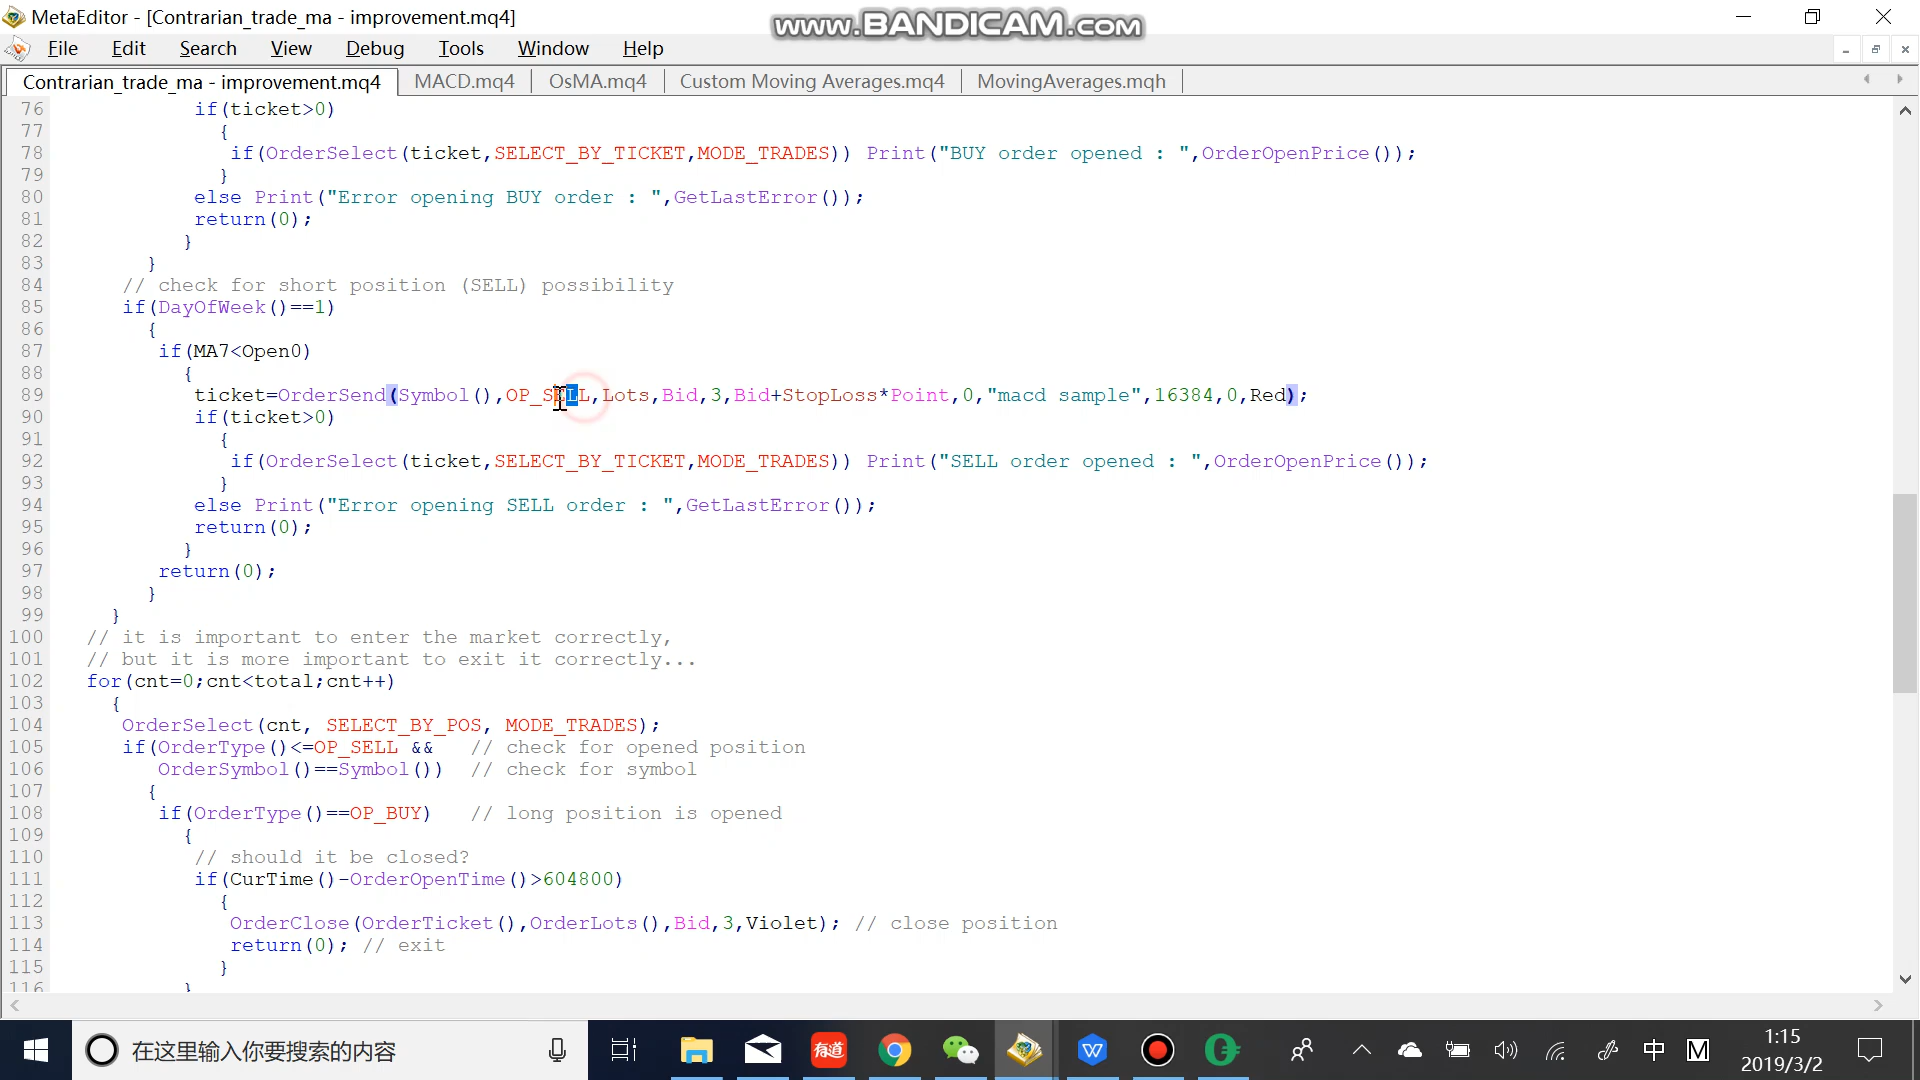 MetaEditor - [Contrarian_trade_ma - improvement.mq4]
www.BANDICAM.com
File Edit Search View Debug Tools Window Help
Contrarian_trade_ma - improvement.mq4 MACD.mq4 OsMA.mq4 Custom Moving Averages.mq4 MovingAverages.mqh
76 if(ticket>0)
77 {
78 if(OrderSelect(ticket,SELECT_BY_TICKET,MODE_TRADES)) Print("BUY order opened : ",OrderOpenPrice());
79 }
80 else Print("Error opening BUY order : ",GetLastError());
81 return(0);
82 }
83 }
84 // check for short position (SELL) possibility
85 if(DayOfWeek()==1)
86 {
87 if(MA7<Open0)
88 {
89 ticket=OrderSend(Symbol(),OP_SELL,Lots,Bid,3,Bid+StopLoss*Point,0,"macd sample",16384,0,Red);
90 if(ticket>0)
91 {
92 if(OrderSelect(ticket,SELECT_BY_TICKET,MODE_TRADES)) Print("SELL order opened : ",OrderOpenPrice());
93 }
94 else Print("Error opening SELL order : ",GetLastError());
95 return(0);
96 }
97 return(0);
98 }
99 }
100 // it is important to enter the market correctly,
101 // but it is more important to exit it correctly...
102 for(cnt=0;cnt<total;cnt++)
103 {
104 OrderSelect(cnt, SELECT_BY_POS, MODE_TRADES);
105 if(OrderType()<=OP_SELL && // check for opened position
106 OrderSymbol()==Symbol()) // check for symbol
107 {
108 if(OrderType()==OP_BUY) // long position is opened
109 {
110 // should it be closed?
111 if(CurTime()-OrderOpenTime()>604800)
112 {
113 OrderClose(OrderTicket(),OrderLots(),Bid,3,Violet); // close position
114 return(0); // exit
115 }
116 }
在这里输入你要搜索的内容
有道
W
中
M
1:15
2019/3/2